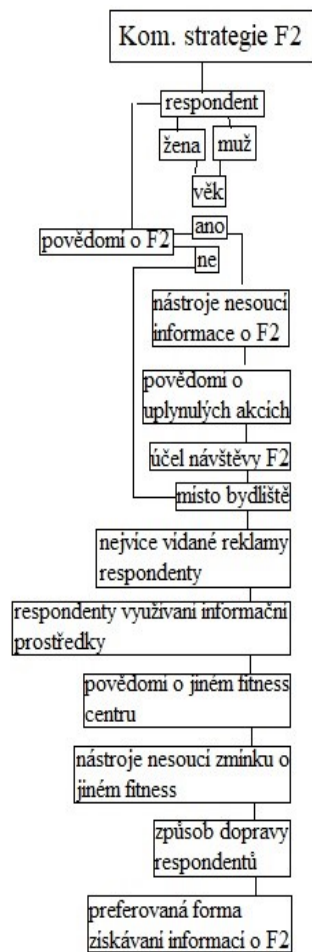 Kom. strategie F2
respondent
žena
muž
věk
ano
povědomí o F2
ne
nástroje nesoucí
informace o F2
povědomí o
uplynulých akcích
účel návštěvy F2
místo bydliště
nejvíce vídané reklamy
respondenty
respondenty využívaní informační
prostředky
povědomí o jiném fitness
centru
nástroje nesoucí zmínku o
jiném fitness
způsob dopravy
respondentů
preferovaná forma
získávaní informací o F2